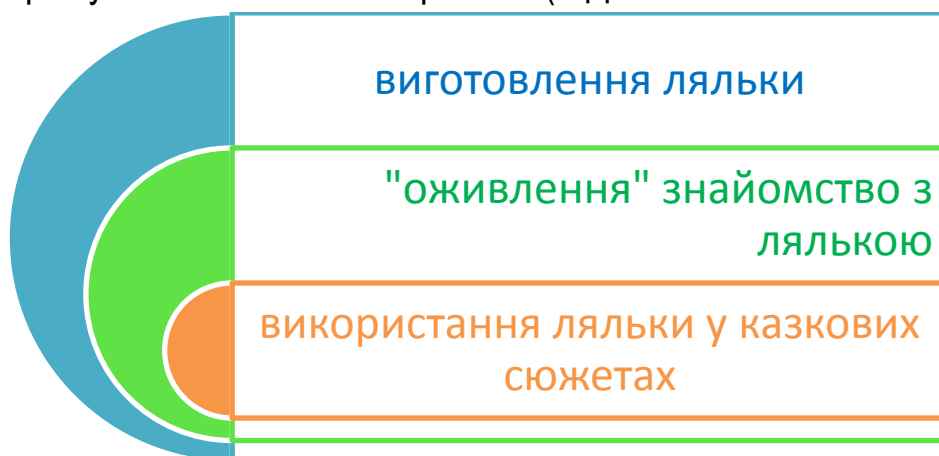 виготовлення ляльки
"оживлення" знайомство з
лялькою
використання ляльки у казкових
сюжетах